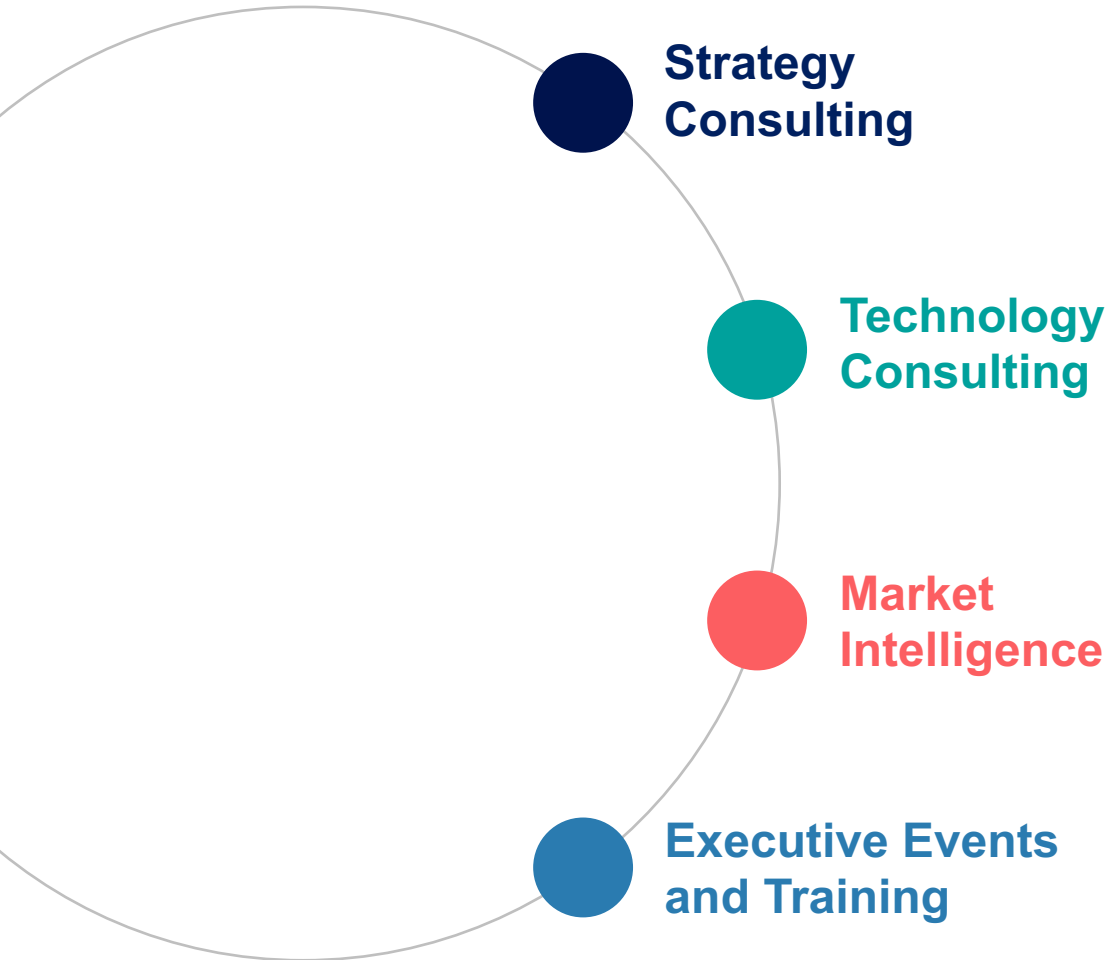 Strategy
Consulting
Technology
Consulting
Market
Intelligence
Executive Events
and Training